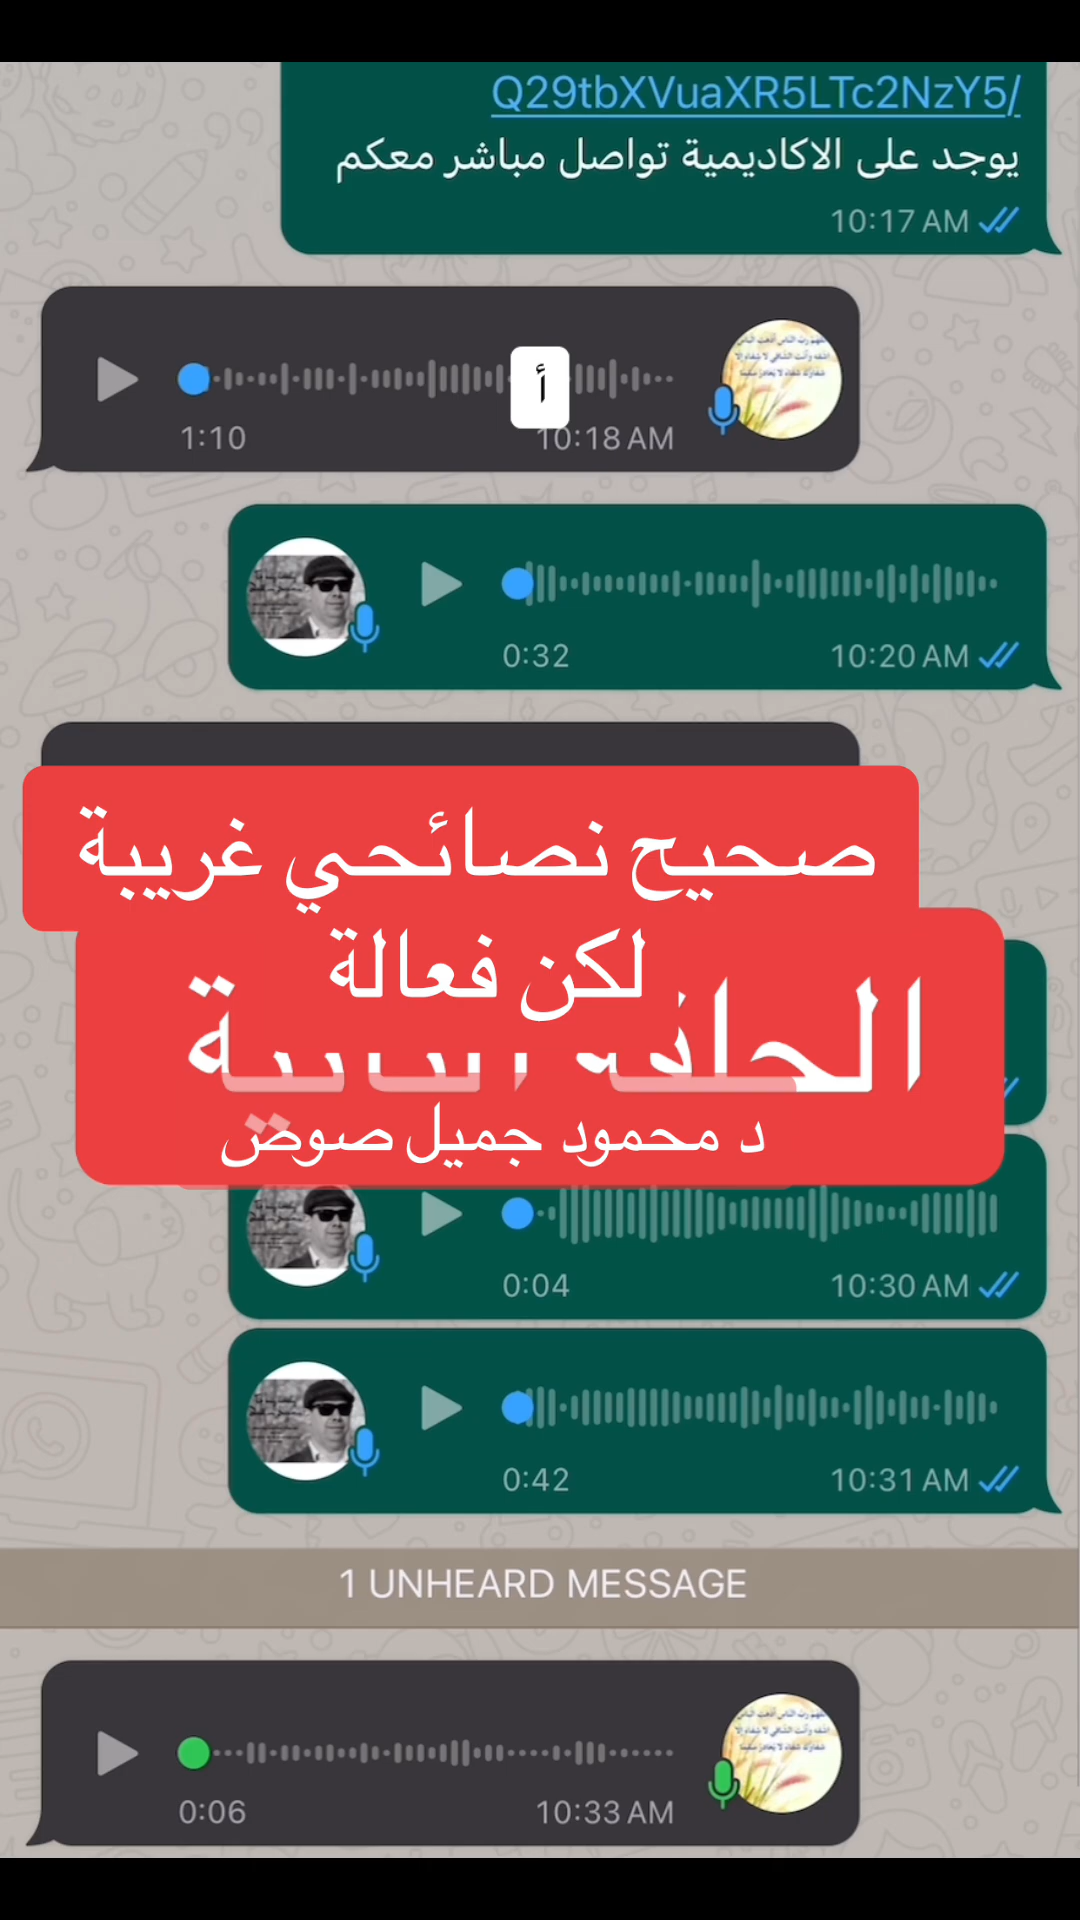 Q29tbXVuaXR5LTc2NzY5/
يوجد على الاكاديمية تواصل مباشر معكم
10:17 AM
أ
1:10
10:18 AM
0:32
10:20 AM
صحيح نصائحي غريبة
لكن فعالة
د محمود جميل صوص
0:04
10:30 AM
0:42
10:31 AM
1 UNHEARD MESSAGE
0:06
10:33 AM